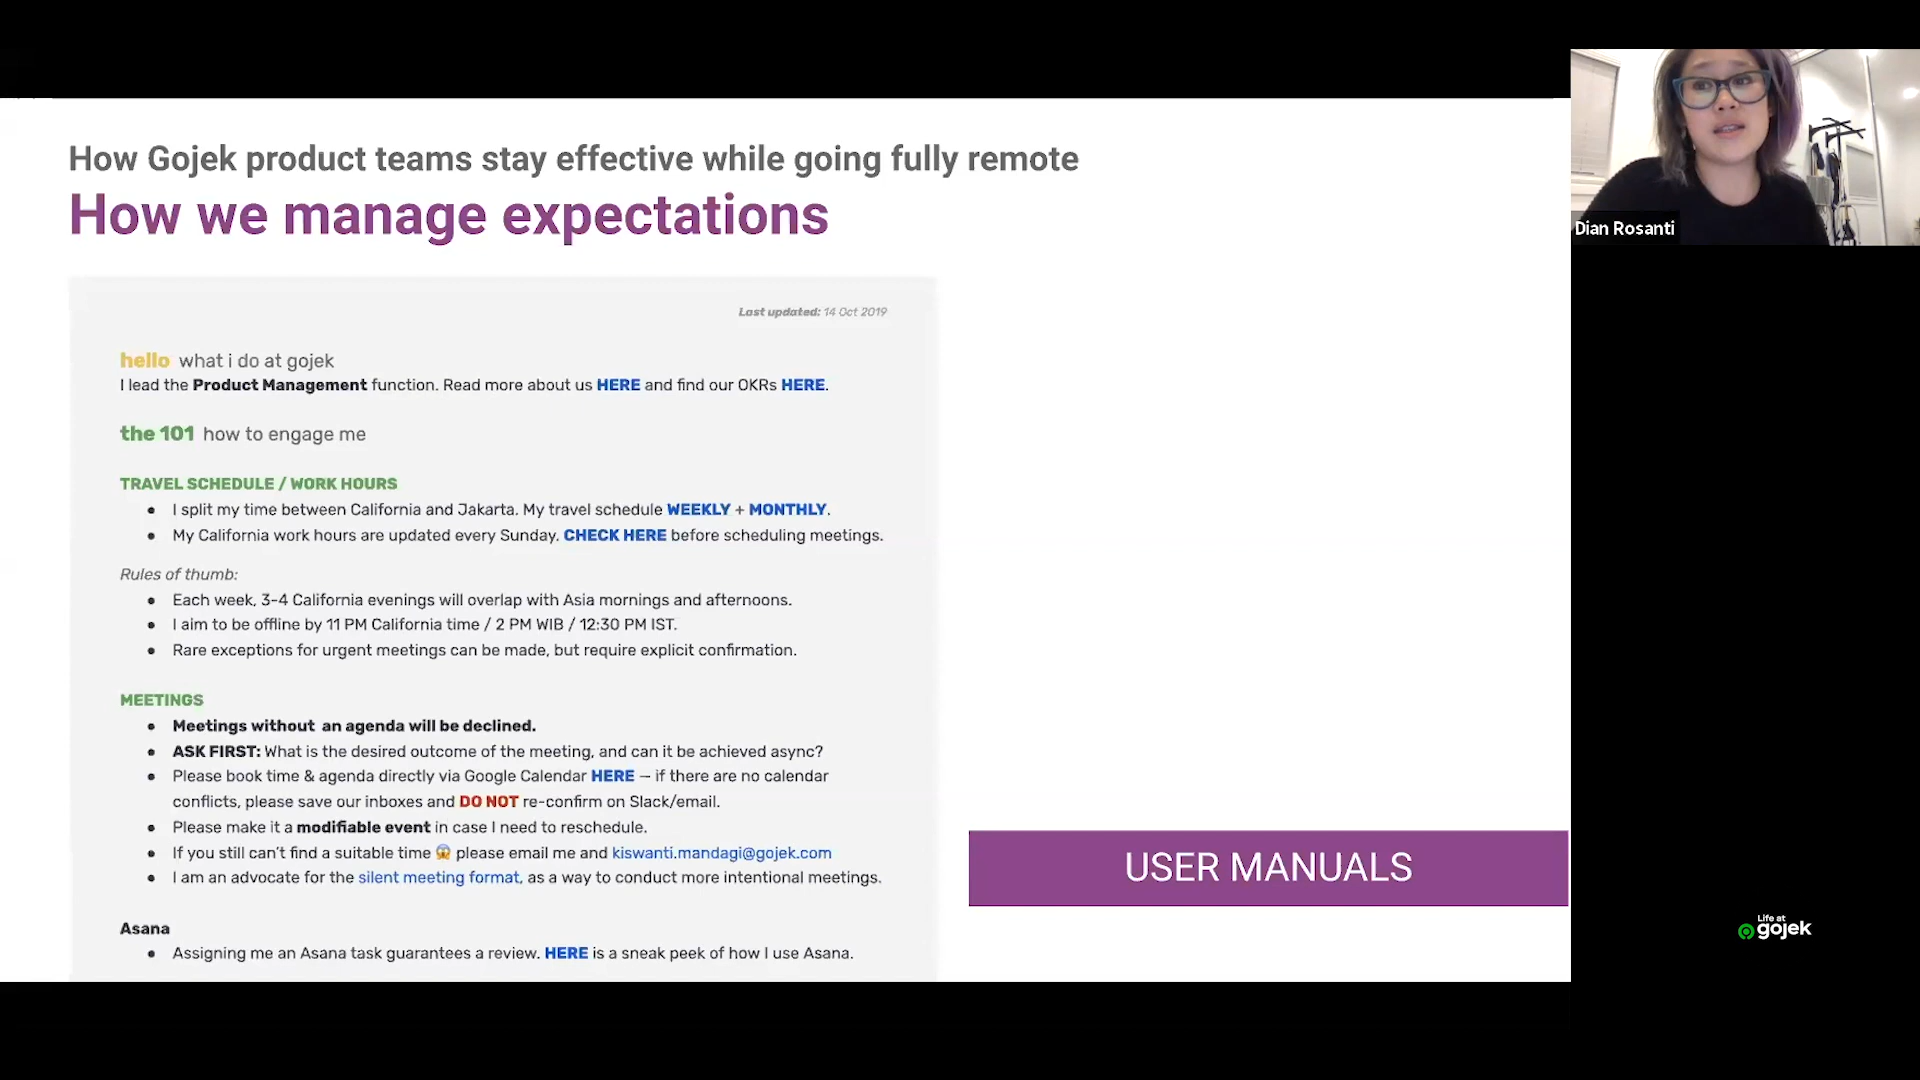 How Gojek product teams stay effective while going fully remote
How we manage expectations
Last updated: 14 Oct 2019
hello what i do at gojek
I lead the Product Management function. Read more about us HERE and find our OKRs HERE.
the 101 how to engage me
TRAVEL SCHEDULE / WORK HOURS
● I split my time between California and Jakarta. My travel schedule WEEKLY + MONTHLY.
● My California work hours are updated every Sunday. CHECK HERE before scheduling meetings.
Rules of thumb:
● Each week, 3-4 California evenings will overlap with Asia mornings and afternoons.
● I aim to be offline by 11 PM California time / 2 PM WIB / 12:30 PM IST.
● Rare exceptions for urgent meetings can be made, but require explicit confirmation.
MEETINGS
● Meetings without an agenda will be declined.
● ASK FIRST: What is the desired outcome of the meeting, and can it be achieved async?
● Please book time & agenda directly via Google Calendar HERE – if there are no calendar
conflicts, please save our inboxes and DO NOT re-confirm on Slack/email.
● Please make it a modifiable event in case I need to reschedule.
● If you still can't find a suitable time 😱 please email me and kiswanti.mandagi@gojek.com
● I am an advocate for the silent meeting format, as a way to conduct more intentional meetings.
Asana
● Assigning me an Asana task guarantees a review. HERE is a sneak peek of how I use Asana.
USER MANUALS
Dian Rosanti
Life at
gojek